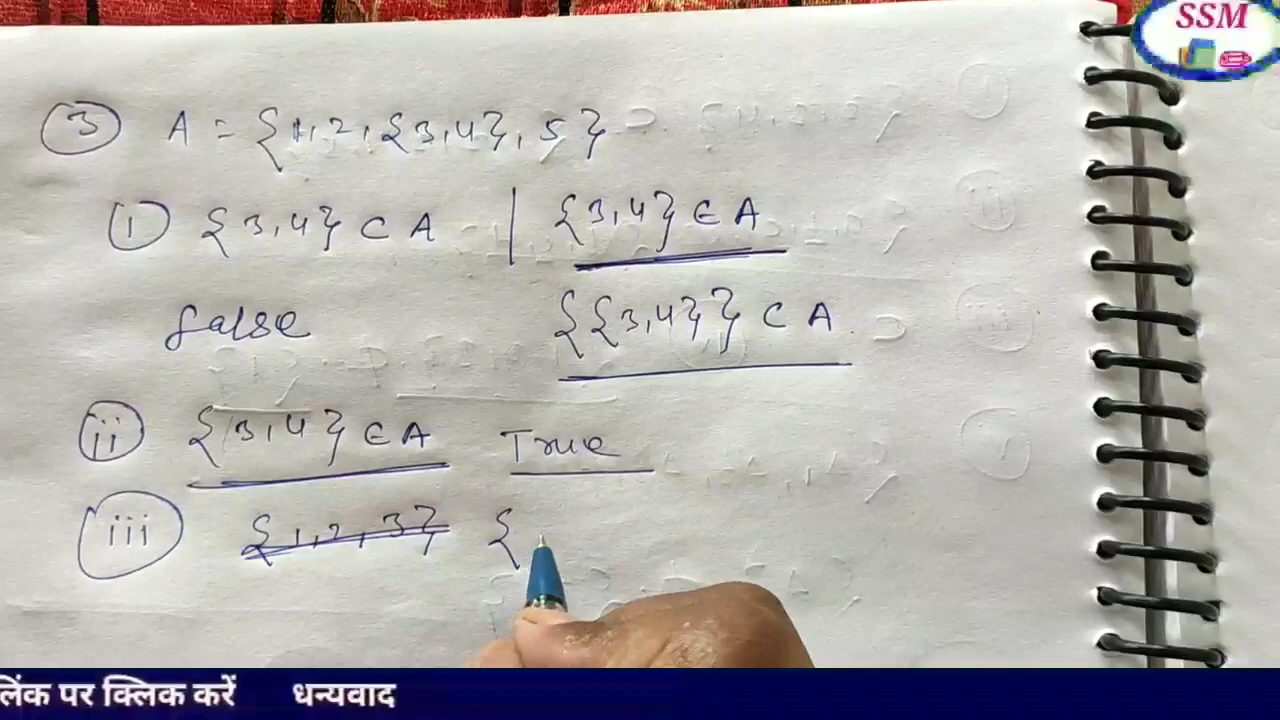 SSM
③ A = {1, 2, {3, 4}, 5}
① {3, 4} ⊂ A | {3, 4} ∈ A
false {{3, 4}} ⊂ A
ii {3, 4} ∈ A True
iii {1, 2, 3} {
लिंक पर क्लिक करें धन्यवाद